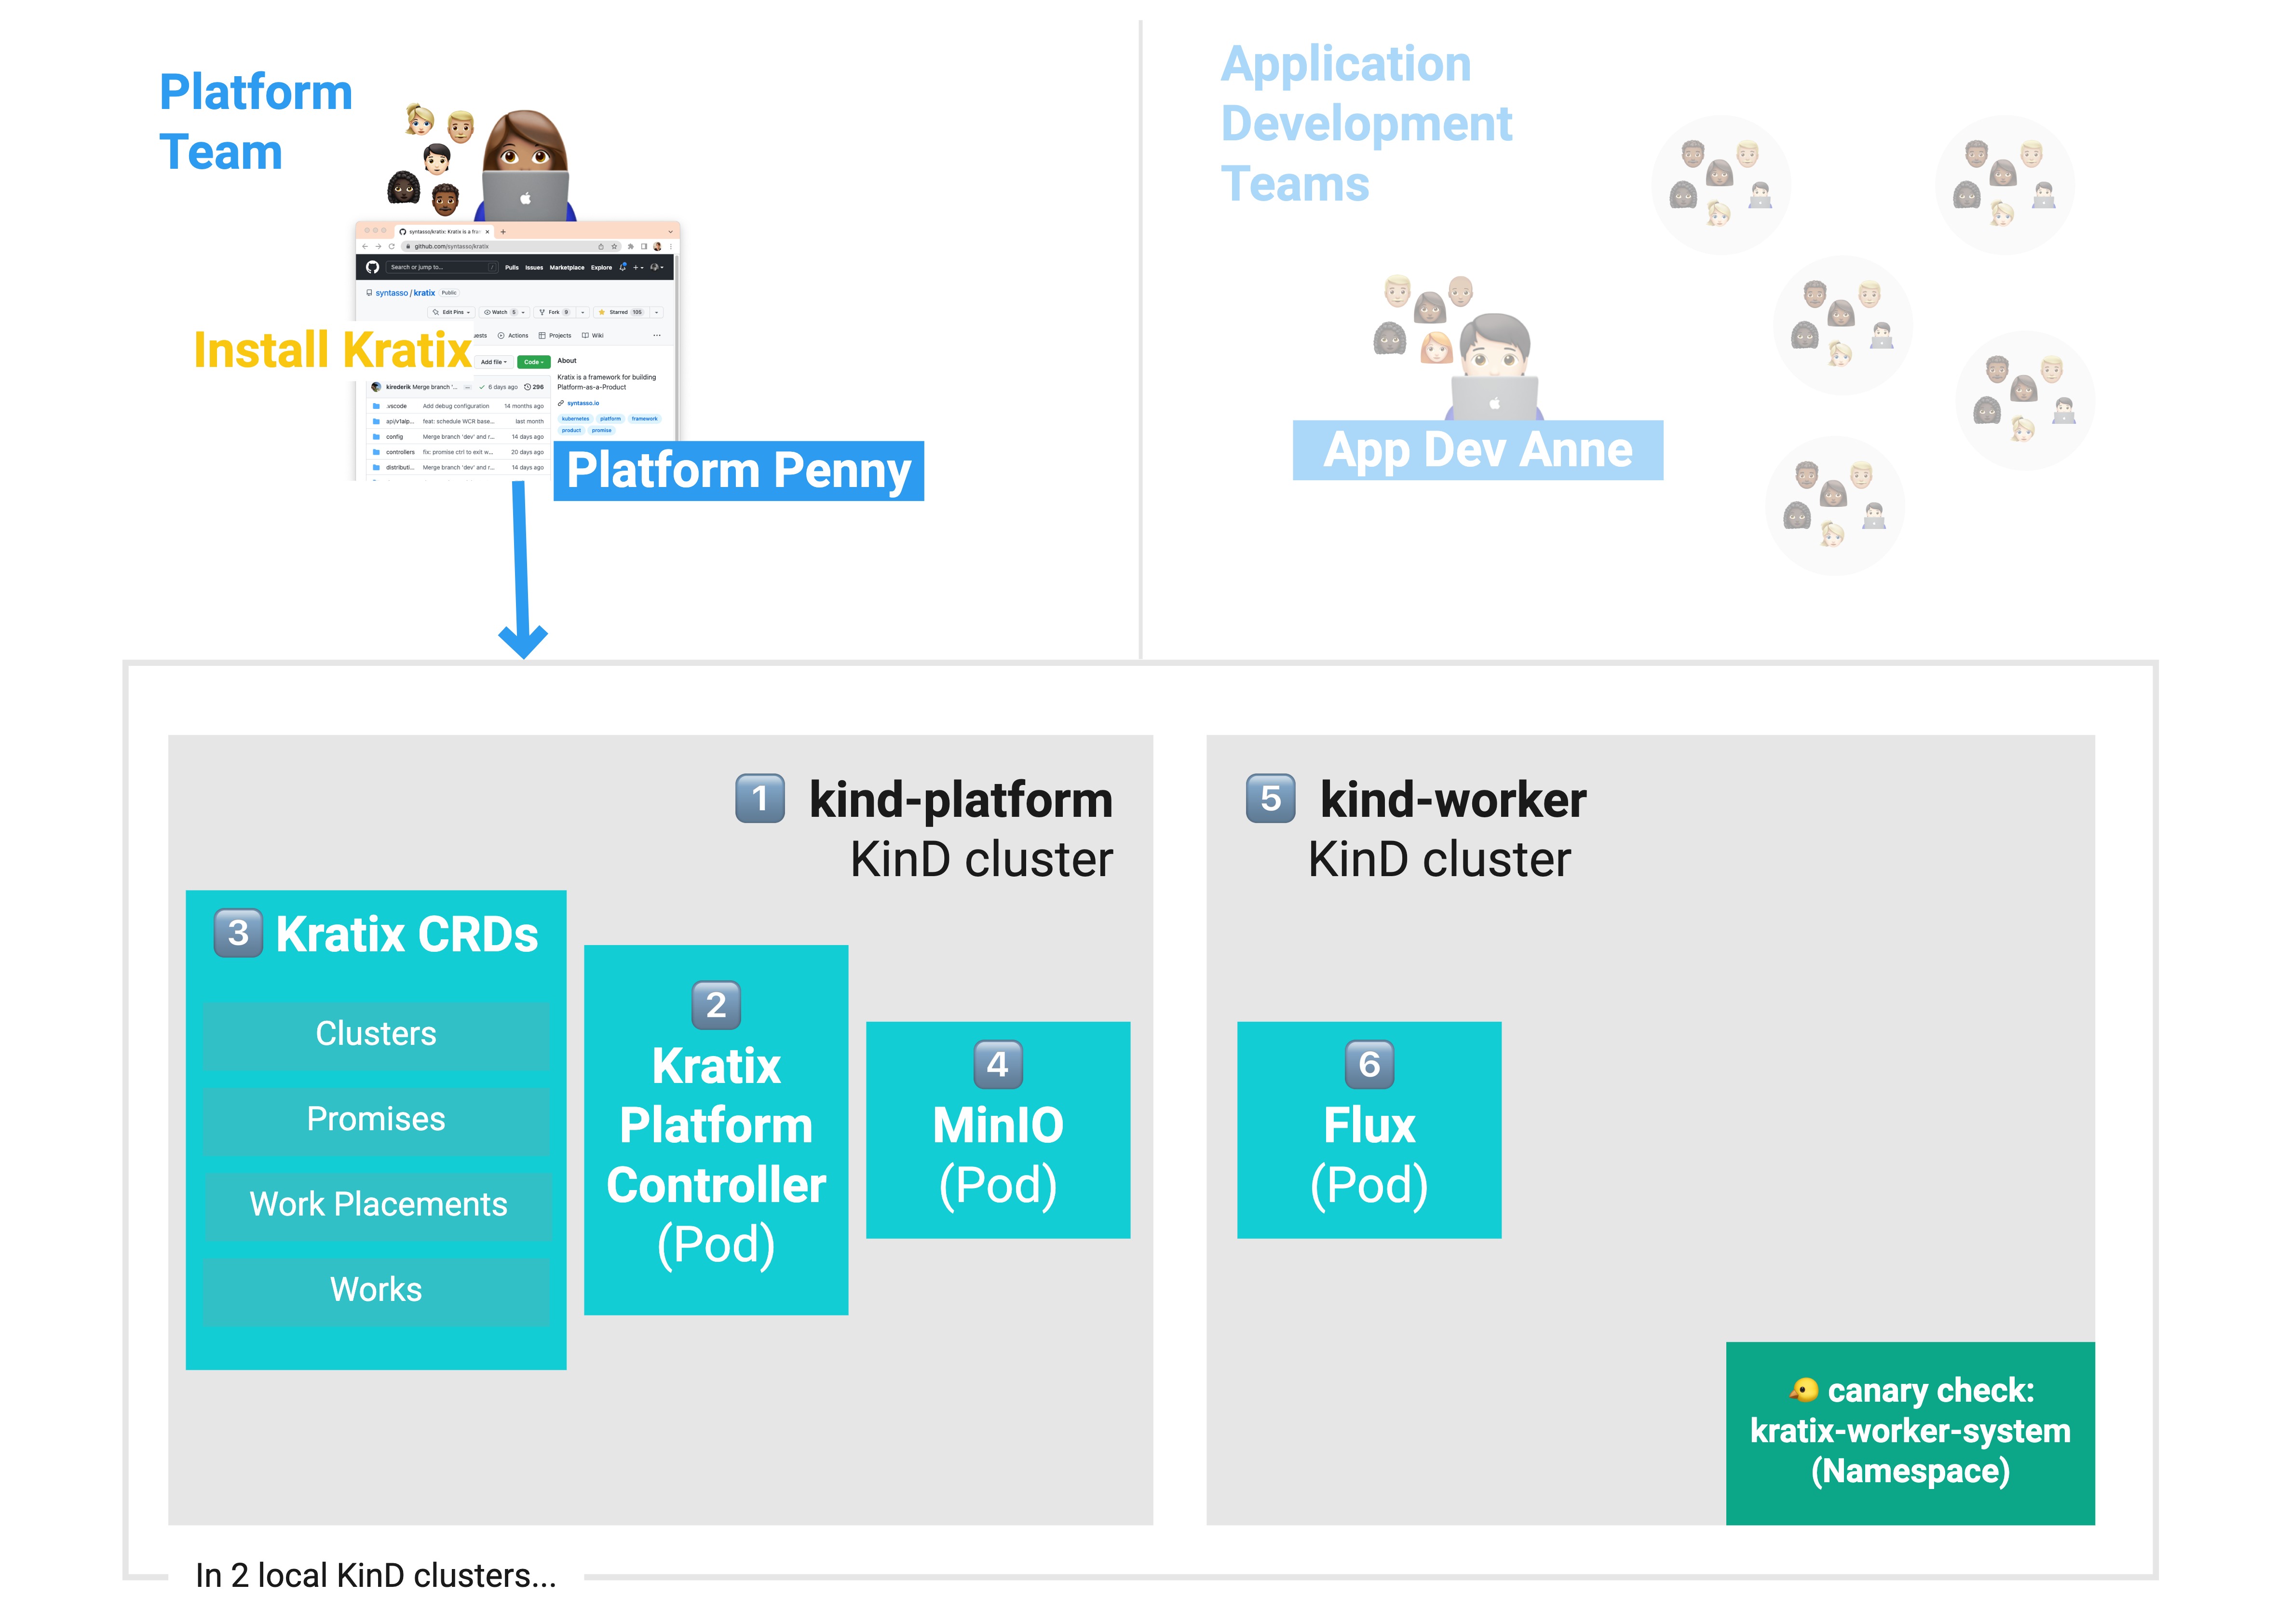 Platform
Team
syntasso/kratix: Kratix is a fra
github.com/syntasso/kratix
Search or jump to...
Pulls Issues Marketplace Explore
syntasso / kratix Public
Edit Pins Watch 5 Fork 9 Starred 105
Actions Projects Wiki
Install Kratix
Add file Code About
Kratix is a framework for building
Platform-as-a-Product
kirederik Merge branch '... 6 days ago 296
syntasso.io
.vscode Add debug configuration 14 months ago
kubernetes platform framework
api/v1alp... feat: schedule WCR base... last month
product promise
config Merge branch 'dev' and r... 14 days ago
controllers fix: promise ctrl to exit w... 20 days ago
distributi... Merge branch 'dev' and r... 14 days ago
Platform Penny
Application
Development
Teams
App Dev Anne
1 kind-platform
KinD cluster
3 Kratix CRDs
Clusters
Promises
Work Placements
Works
2
Kratix
Platform
Controller
(Pod)
4
MinIO
(Pod)
5 kind-worker
KinD cluster
6
Flux
(Pod)
canary check:
kratix-worker-system
(Namespace)
In 2 local KinD clusters...